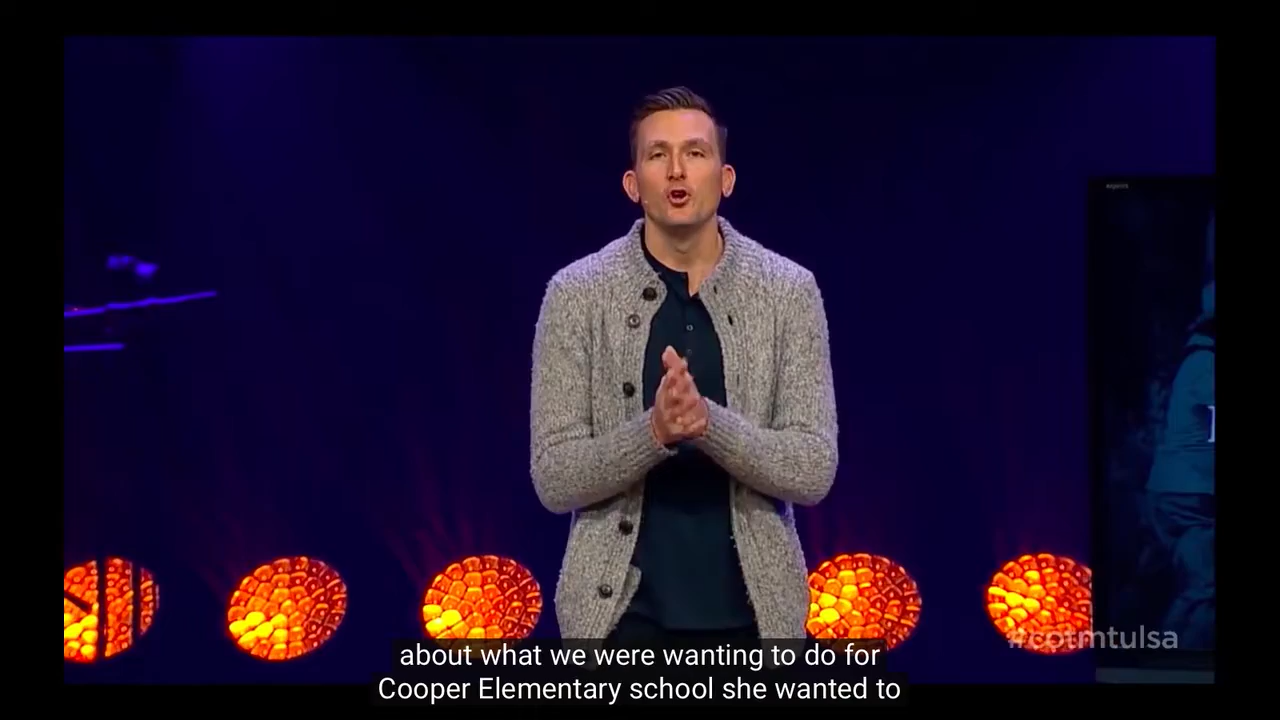 #cotmtulsa
about what we were wanting to do for
Cooper Elementary school she wanted to